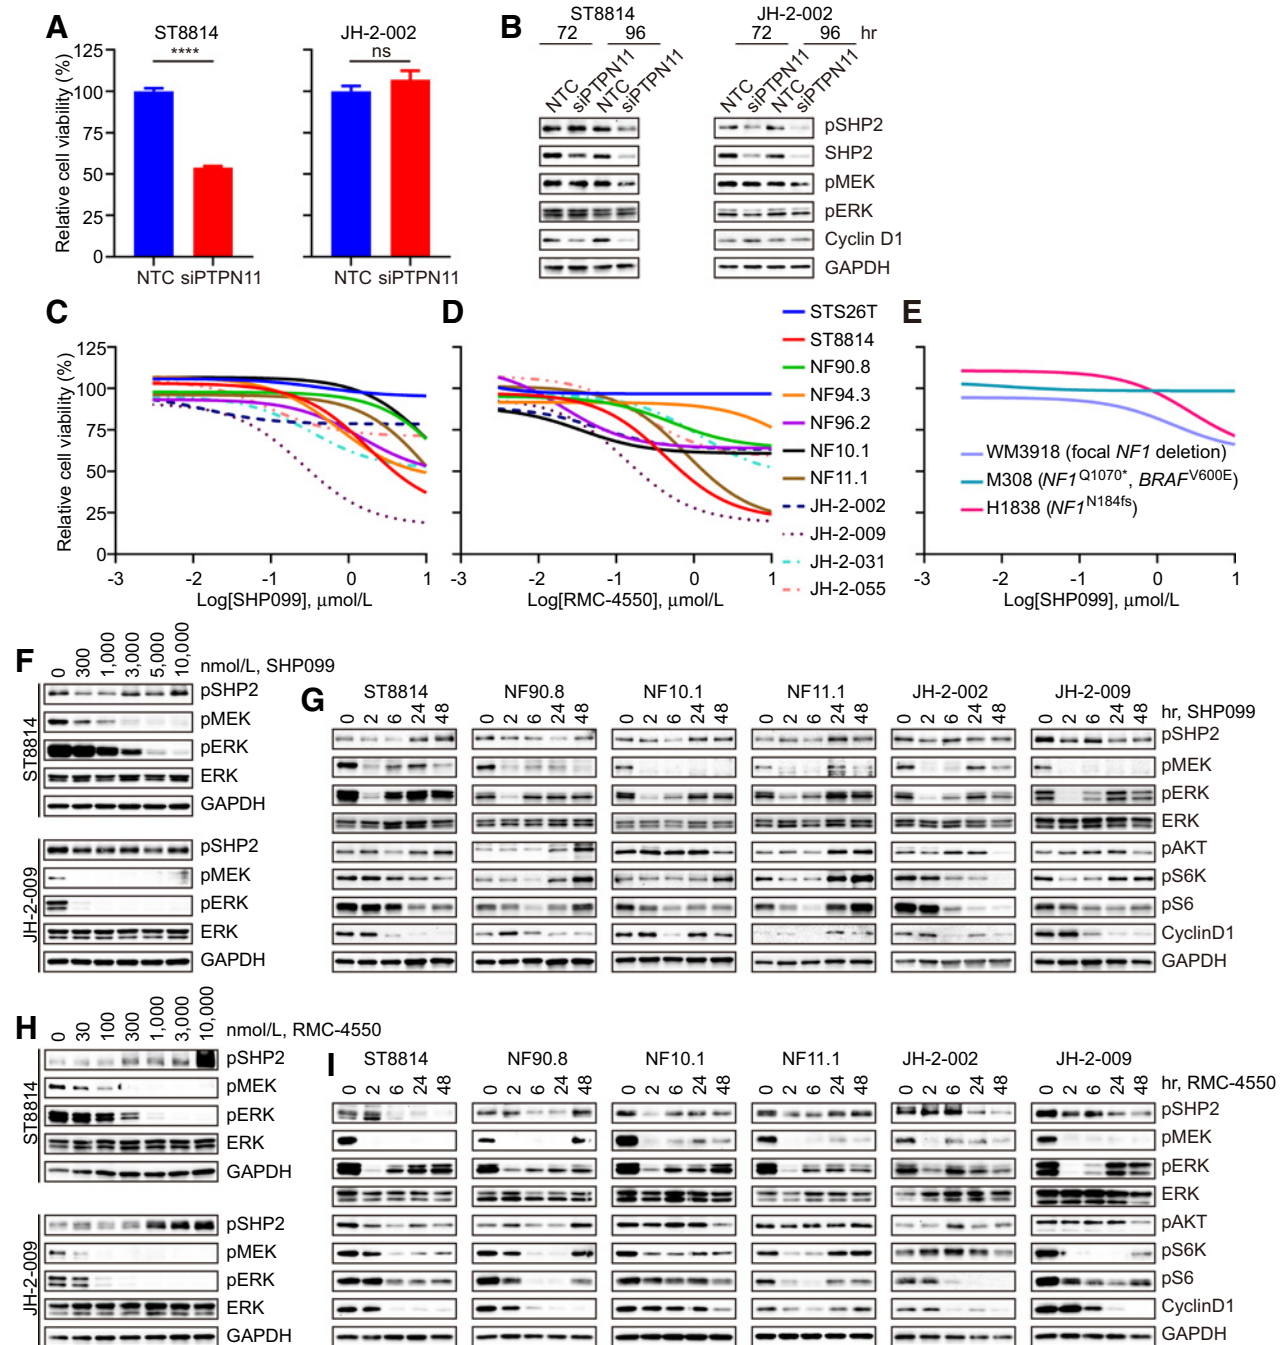 A
ST8814
JH-2-002
****
ns
Relative cell viability (%)
125
100
75
50
25
0
NTC siPTPN11
NTC siPTPN11
B
ST8814
JH-2-002
72 96
72 96 hr
NTC siPTPN11 NTC siPTPN11
NTC siPTPN11 NTC siPTPN11
pSHP2
SHP2
pMEK
pERK
Cyclin D1
GAPDH
C
Relative cell viability (%)
125
100
75
50
25
0
-3 -2 -1 0 1
Log[SHP099], μmol/L
D
-3 -2 -1 0 1
Log[RMC-4550], μmol/L
STS26T
ST8814
NF90.8
NF94.3
NF96.2
NF10.1
NF11.1
JH-2-002
JH-2-009
JH-2-031
JH-2-055
E
WM3918 (focal NF1 deletion)
M308 (NF1Q1070*, BRAFV600E)
H1838 (NF1N184fs)
-3 -2 -1 0 1
Log[SHP099], μmol/L
F
0 300 1,000 3,000 5,000 10,000
nmol/L, SHP099
ST8814
pSHP2
pMEK
pERK
ERK
GAPDH
JH-2-009
pSHP2
pMEK
pERK
ERK
GAPDH
G
ST8814 NF90.8 NF10.1 NF11.1 JH-2-002 JH-2-009
0 2 6 24 48 0 2 6 24 48 0 2 6 24 48 0 2 6 24 48 0 2 6 24 48 0 2 6 24 48 hr, SHP099
pSHP2
pMEK
pERK
ERK
pAKT
pS6K
pS6
CyclinD1
GAPDH
H
0 30 100 300 1,000 3,000 10,000
nmol/L, RMC-4550
ST8814
pSHP2
pMEK
pERK
ERK
GAPDH
JH-2-009
pSHP2
pMEK
pERK
ERK
GAPDH
I
ST8814 NF90.8 NF10.1 NF11.1 JH-2-002 JH-2-009
0 2 6 24 48 0 2 6 24 48 0 2 6 24 48 0 2 6 24 48 0 2 6 24 48 0 2 6 24 48 hr, RMC-4550
pSHP2
pMEK
pERK
ERK
pAKT
pS6K
pS6
CyclinD1
GAPDH